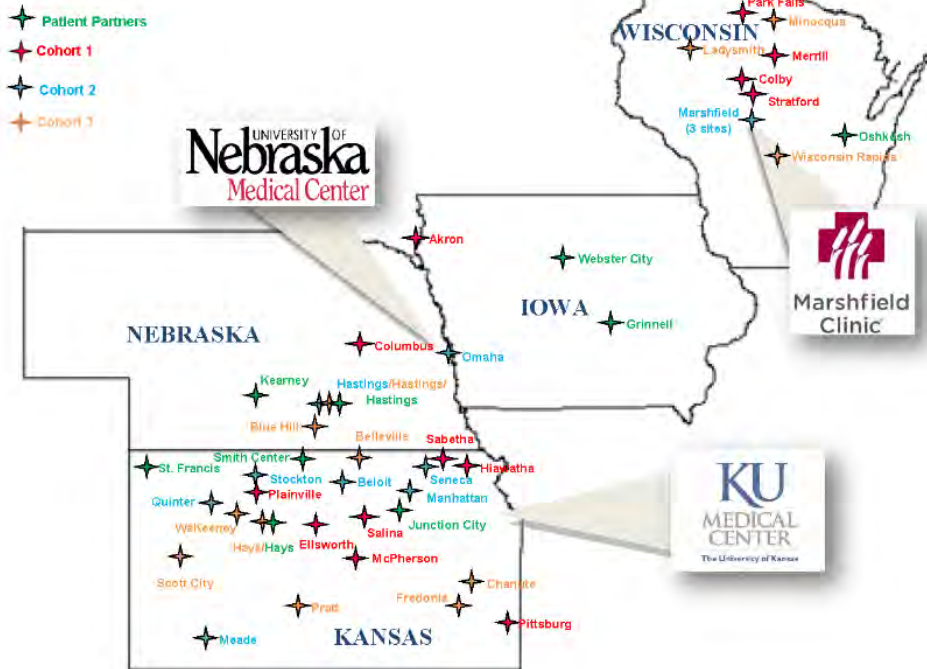 Patient Partners
Cohort 1
Cohort 2
Cohort 3
Park Falls
Minocqua
WISCONSIN
Ladysmith
Merrill
Colby
Stratford
Marshfield
(3 sites)
Oshkosh
Wisconsin Rapids
UNIVERSITY OF
Nebraska
Medical Center
Marshfield
Clinic
Akron
Webster City
IOWA
Grinnell
NEBRASKA
Columbus
Omaha
Kearney
Hastings/Hastings/
Hastings
Blue Hill
Belleville
Sabetha
Smith Center
St. Francis
Hiawatha
Stockton
Beloit
Seneca
Plainville
Manhattan
Quinter
WaKeeney
Junction City
Salina
Hays/Hays
Ellsworth
McPherson
Scott City
Chanute
Fredonia
Pratt
Pittsburg
Meade
KANSAS
KU
MEDICAL
CENTER
The University of Kansas